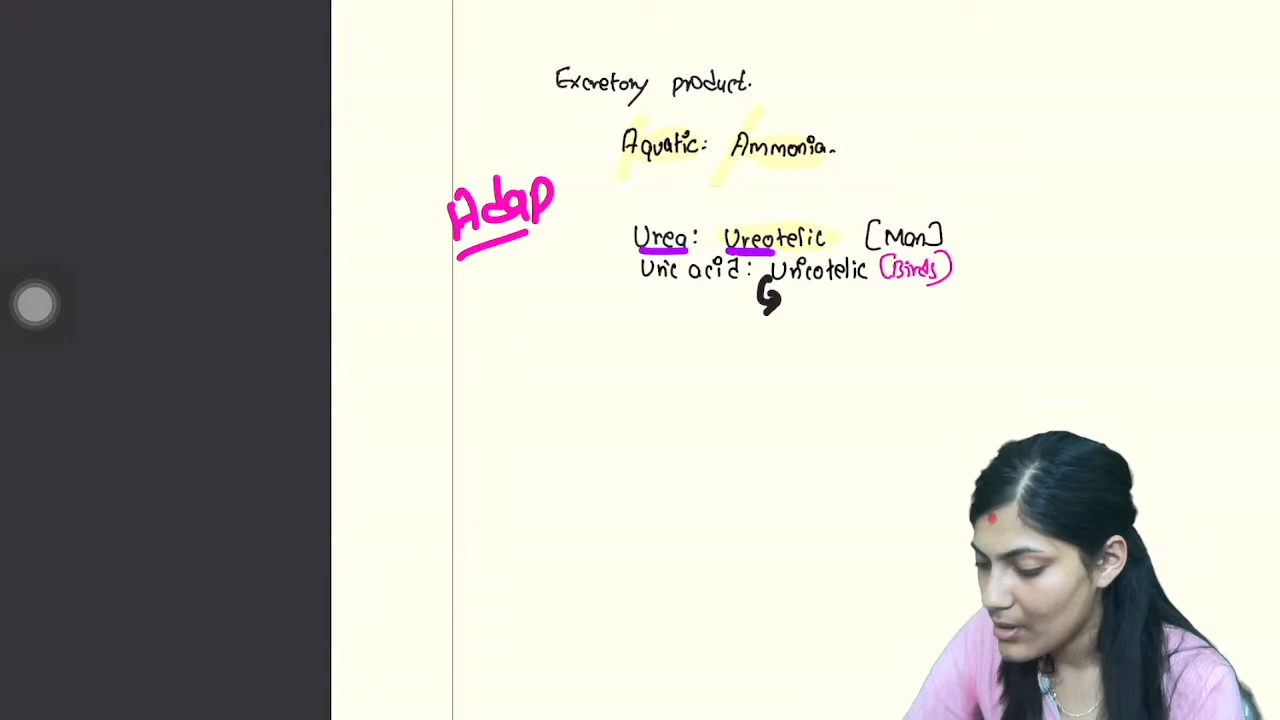 Excretory product.
Aquatic: Ammonia.
Adap
Urea: Ureotelic [Man]
Uric acid: Uricotelic (Birds)